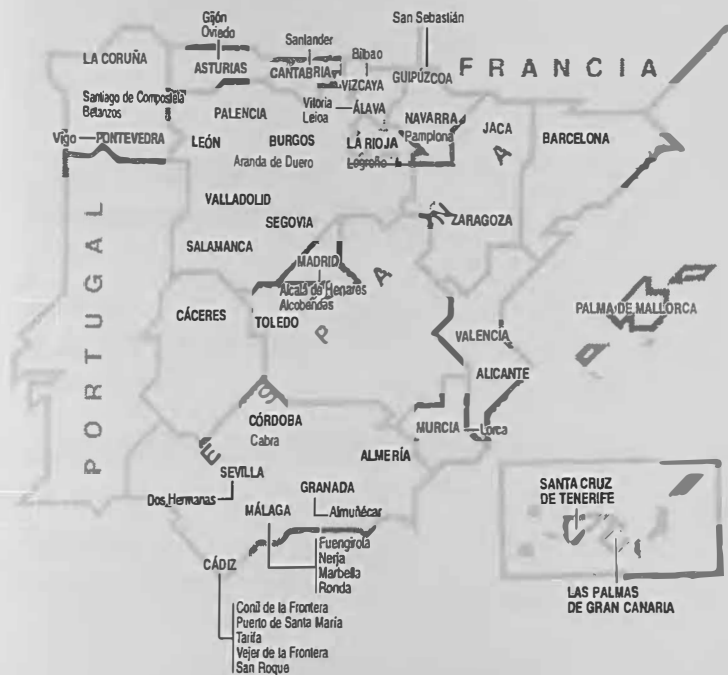 Gijón
Oviedo
San Sebastián
Santander
Bilbao
LA CORUÑA
ASTURIAS
CANTABRIA
VIZCAYA
GUIPÚZCOA
FRANCIA
Santiago de Compostela
Betanzos
PALENCIA
Vitoria
Leioa
ÁLAVA
NAVARRA
Pamplona
JACA
BARCELONA
Vigo
PONTEVEDRA
LEÓN
BURGOS
LA RIOJA
Aranda de Duero
Logroño
VALLADOLID
SEGOVIA
ZARAGOZA
SALAMANCA
MADRID
Alcalá de Henares
Alcobendas
PORTUGAL
ESPAÑA
CÁCERES
TOLEDO
VALENCIA
PALMA DE MALLORCA
ALICANTE
CÓRDOBA
Cabra
MURCIA
Lorca
ALMERÍA
SEVILLA
Dos Hermanas
GRANADA
Almuñécar
MÁLAGA
Fuengirola
Nerja
Marbella
Ronda
CÁDIZ
Conil de la Frontera
Puerto de Santa María
Tarifa
Vejer de la Frontera
San Roque
SANTA CRUZ
DE TENERIFE
LAS PALMAS
DE GRAN CANARIA